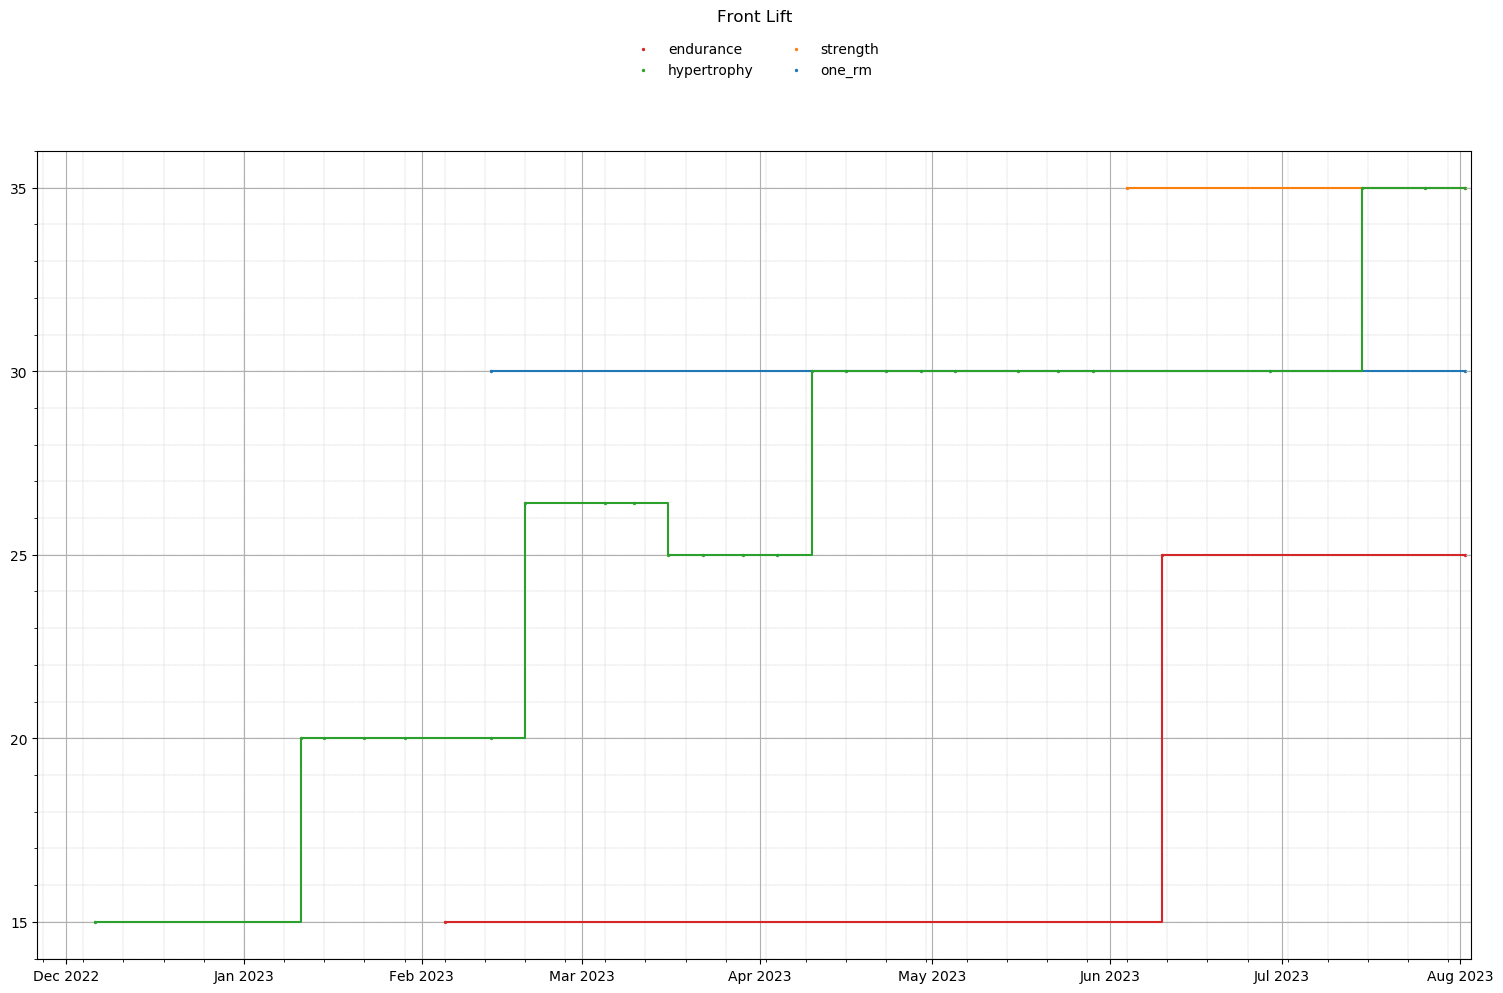 Front Lift
endurance
hypertrophy
strength
one_rm
35
30
25
20
15
Dec 2022
Jan 2023
Feb 2023
Mar 2023
Apr 2023
May 2023
Jun 2023
Jul 2023
Aug 2023